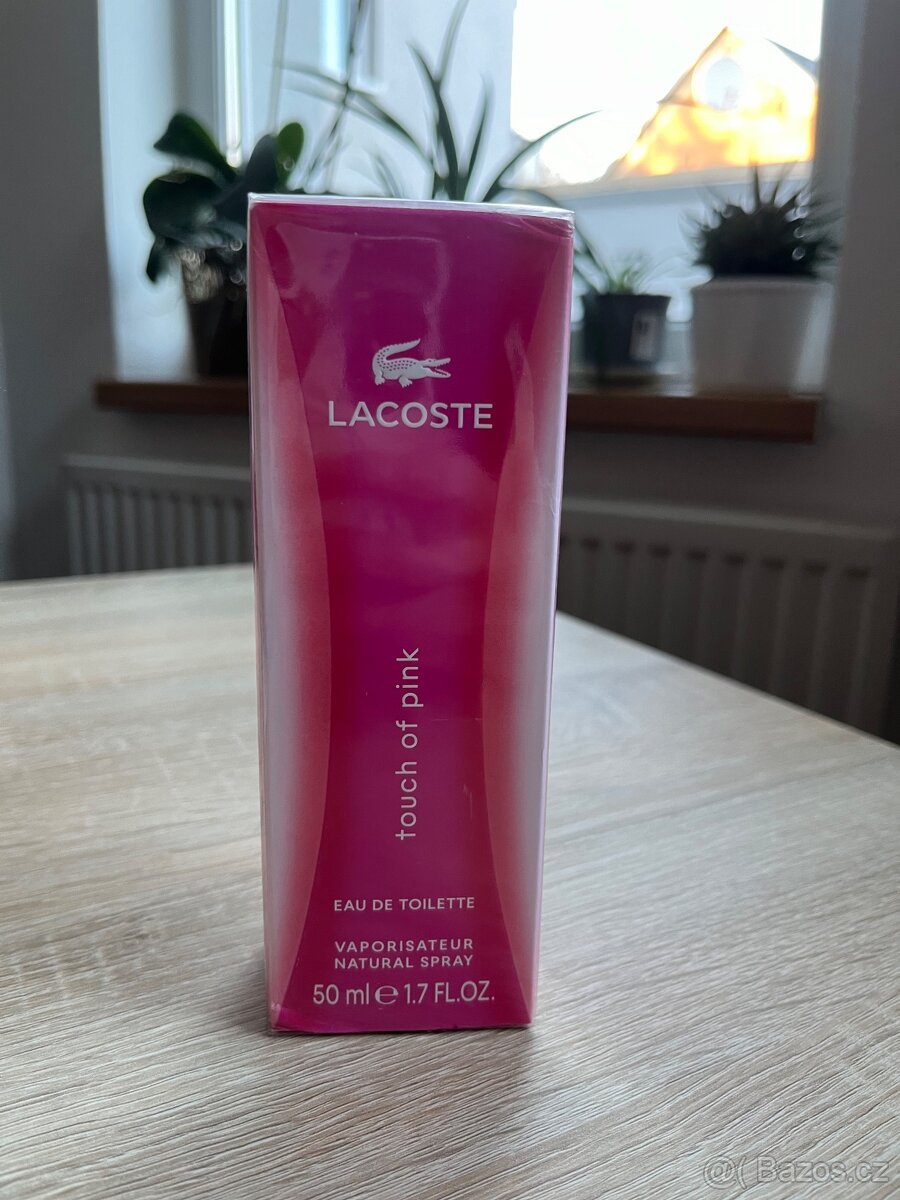 LACOSTE
touch of pink
EAU DE TOILETTE
VAPORISATEUR
NATURAL SPRAY
50 ml e 1.7 FL.OZ.
@( Bazos.cz